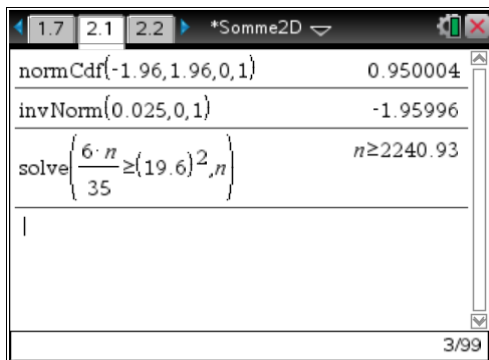 1.7 2.1 2.2 *Somme2D
normCdf(-1.96,1.96,0,1) 0.950004
invNorm(0.025,0,1) -1.95996
solve(6·n/35≥(19.6)²,n) n≥2240.93
3/99